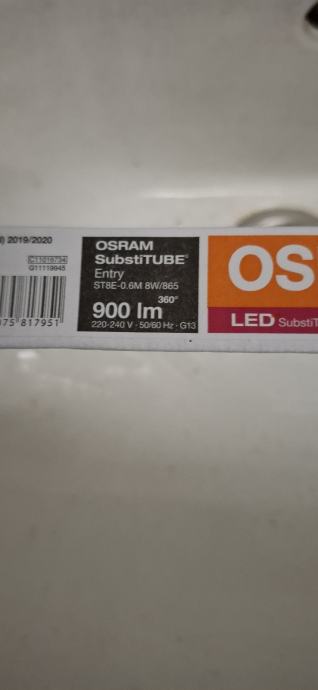 2019/2020
C11016734
G11119945
75 817951
OSRAM
SubstiTUBE®
Entry
ST8E-0.6M 8W/865
360°
900 lm
220-240 V · 50/60 Hz · G13
OS
LED SubstiT